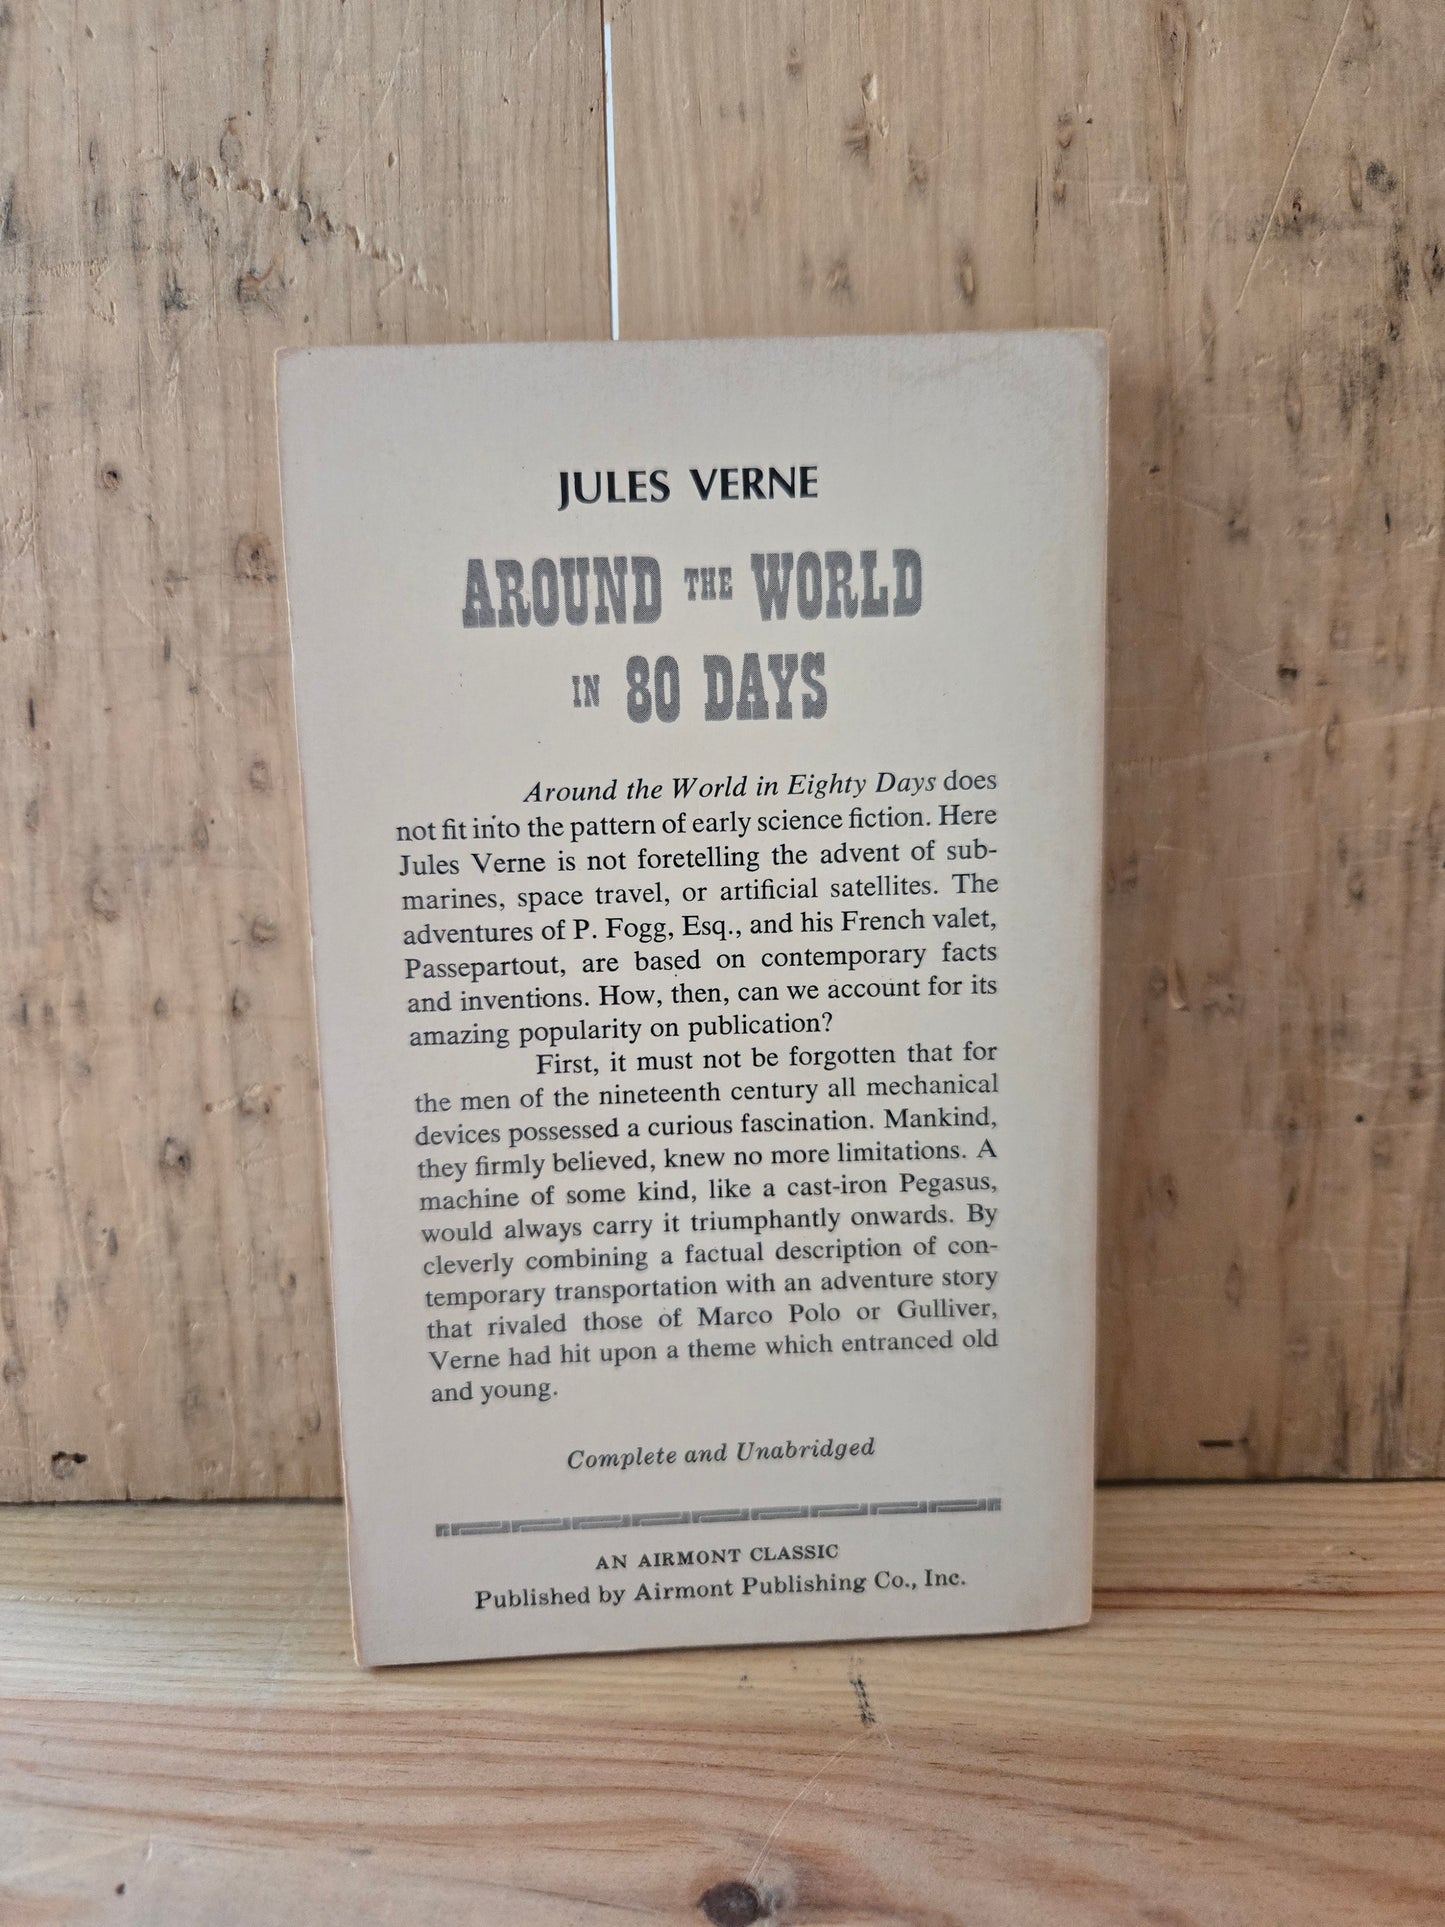 JULES VERNE
AROUND THE WORLD
IN 80 DAYS
Around the World in Eighty Days does
not fit into the pattern of early science fiction. Here
Jules Verne is not foretelling the advent of sub-
marines, space travel, or artificial satellites. The
adventures of P. Fogg, Esq., and his French valet,
Passepartout, are based on contemporary facts
and inventions. How, then, can we account for its
amazing popularity on publication?
First, it must not be forgotten that for
the men of the nineteenth century all mechanical
devices possessed a curious fascination. Mankind,
they firmly believed, knew no more limitations. A
machine of some kind, like a cast-iron Pegasus,
would always carry it triumphantly onwards. By
cleverly combining a factual description of con-
temporary transportation with an adventure story
that rivaled those of Marco Polo or Gulliver,
Verne had hit upon a theme which entranced old
and young.
Complete and Unabridged
AN AIRMONT CLASSIC
Published by Airmont Publishing Co., Inc.